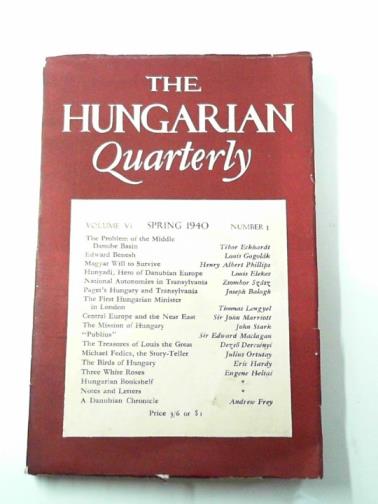 THE
HUNGARIAN
Quarterly
VOLUME VI SPRING 1940 NUMBER 1
The Problem of the Middle
Danube Basin Tibor Eckhardt
Edward Benesh Louis Gogolák
Magyar Will to Survive Henry Albert Phillips
Hunyadi, Hero of Danubian Europe Louis Elekes
National Autonomies in Transylvania Zsombor Szász
Paget's Hungary and Transylvania Joseph Balogh
The First Hungarian Minister
in London Thomas Lengyel
Central Europe and the Near East Sir John Marriott
The Mission of Hungary John Stark
"Publius" Sir Edward Maclagan
The Treasures of Louis the Great Dezső Dercsényi
Michael Fedics, the Story-Teller Julius Ortutay
The Birds of Hungary Eric Hardy
Three White Roses Eugene Heltai
Hungarian Bookshelf *
Notes and Letters *
A Danubian Chronicle Andrew Frey
Price 3/6 or $1